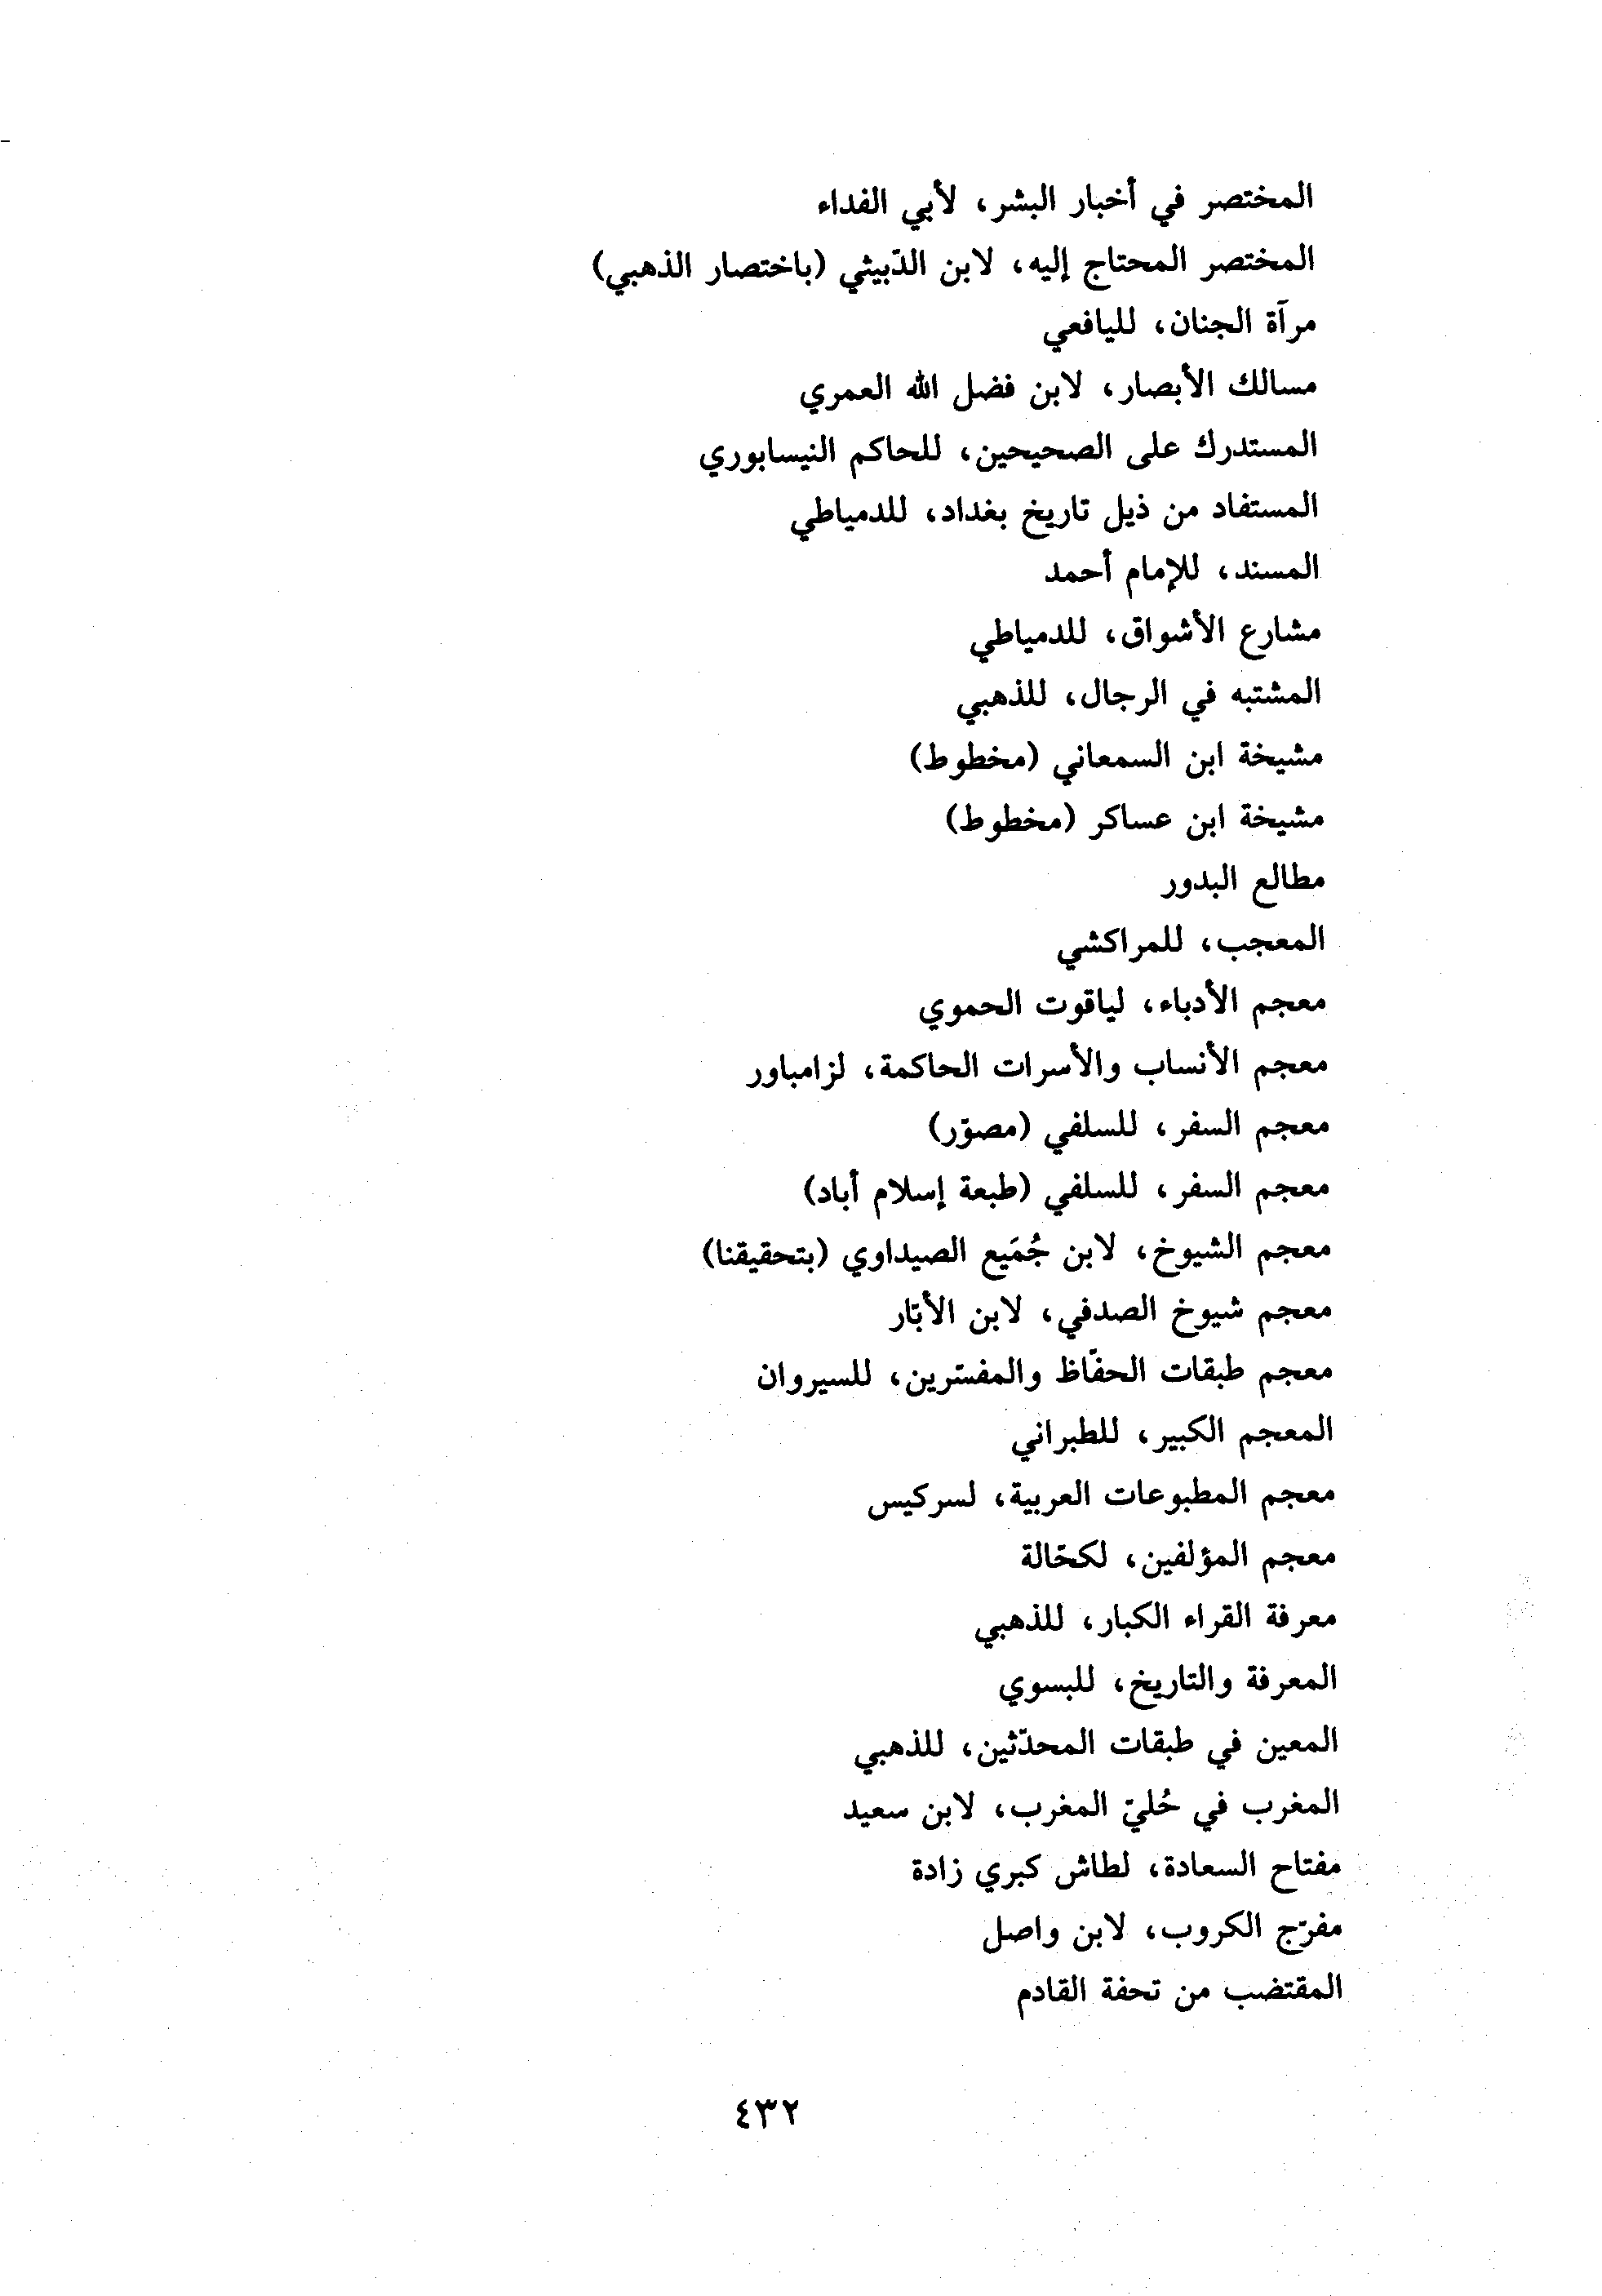 المختصر في أخبار البشر، لأبي الفداء
المختصر المحتاج إليه، لابن الدّبيثي (باختصار الذهبي)
مرآة الجنان، لليافعي
مسالك الأبصار، لابن فضل الله العمري
المستدرك على الصحيحين، للحاكم النيسابوري
المستفاد من ذيل تاريخ بغداد، للدمياطي
المسند، للإمام أحمد
مشارع الأشواق، للدمياطي
المشتبه في الرجال، للذهبي
مشيخة ابن السمعاني (مخطوط)
مشيخة ابن عساكر (مخطوط)
مطالع البدور
المعجب، للمراكشي
معجم الأدباء، لياقوت الحموي
معجم الأنساب والأسرات الحاكمة، لزامباور
معجم السفر، للسلفي (مصوّر)
معجم السفر، للسلفي (طبعة إسلام أباد)
معجم الشيوخ، لابن جُمَيع الصيداوي (بتحقيقنا)
معجم شيوخ الصدفي، لابن الأبّار
معجم طبقات الحفّاظ والمفسّرين، للسيروان
المعجم الكبير، للطبراني
معجم المطبوعات العربية، لسركيس
معجم المؤلفين، لكحّالة
معرفة القراء الكبار، للذهبي
المعرفة والتاريخ، للبسوي
المعين في طبقات المحدّثين، للذهبي
المغرب في حُليّ المغرب، لابن سعيد
مفتاح السعادة، لطاش كبري زادة
مفرّج الكروب، لابن واصل
المقتضب من تحفة القادم
٤٣٢